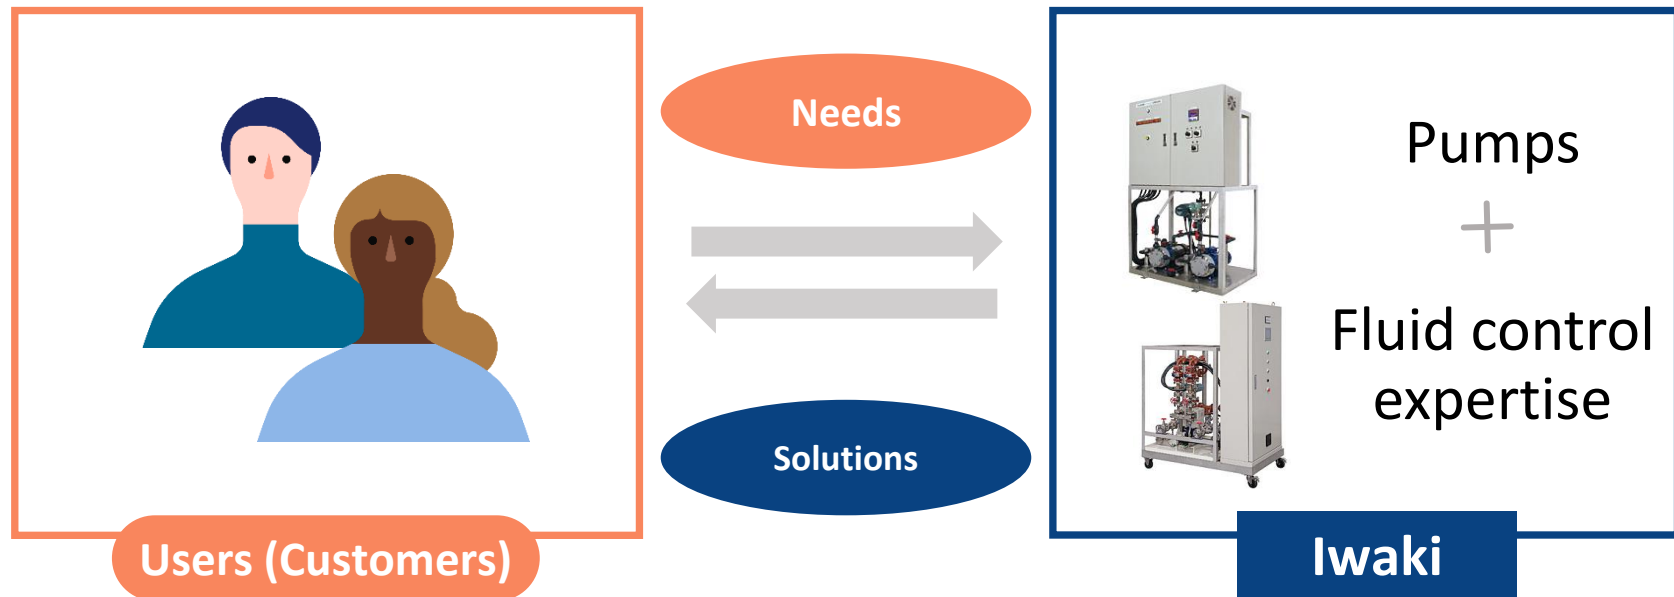 Needs
Solutions
Users (Customers)
Pumps
+
Fluid control
expertise
Iwaki